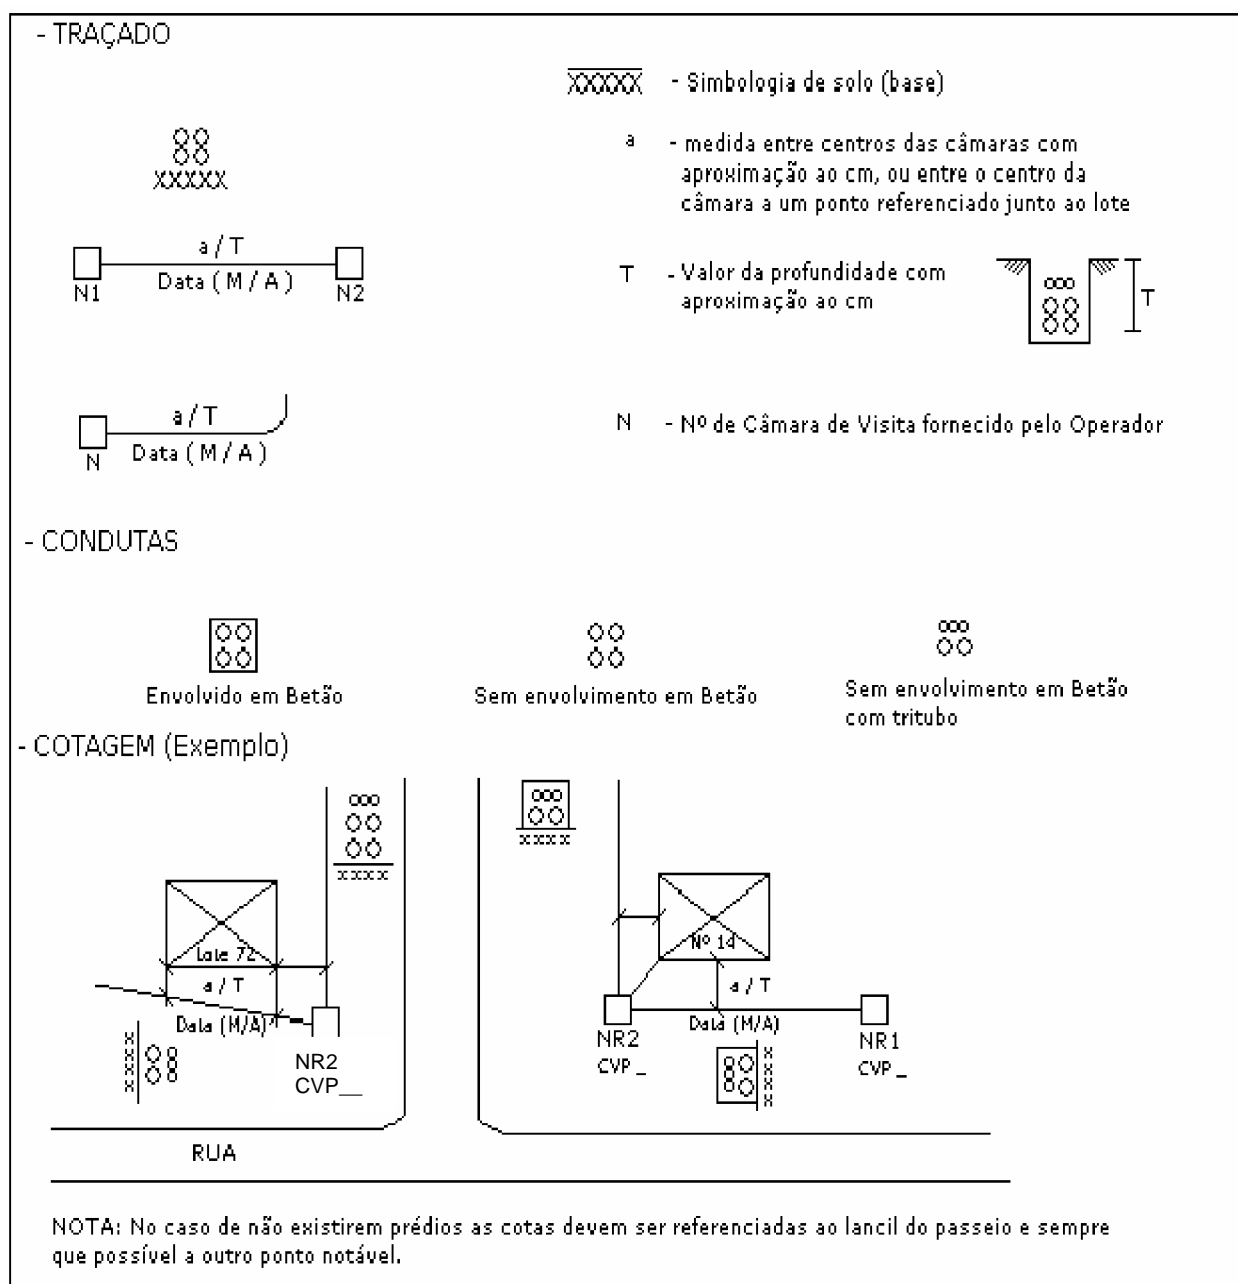 - TRAÇADO
XXXXX - Simbologia de solo (base)
a - medida entre centros das câmaras com
aproximação ao cm, ou entre o centro da
câmara a um ponto referenciado junto ao lote
XXXXX
a / T
Data ( M / A )
N1
N2
T - Valor da profundidade com
aproximação ao cm
T
a / T
Data ( M / A )
N
N - Nº de Câmara de Visita fornecido pelo Operador
- CONDUTAS
Envolvido em Betão
Sem envolvimento em Betão
Sem envolvimento em Betão
com tritubo
- COTAGEM (Exemplo)
xxxx
Lote 72
a / T
Data (M/A)
xxxx
NR2
CVP__
xxxx
Nº 14
a / T
Data (M/A)
NR2
CVP _
xxxx
NR1
CVP _
RUA
NOTA: No caso de não existirem prédios as cotas devem ser referenciadas ao lancil do passeio e sempre
que possível a outro ponto notável.